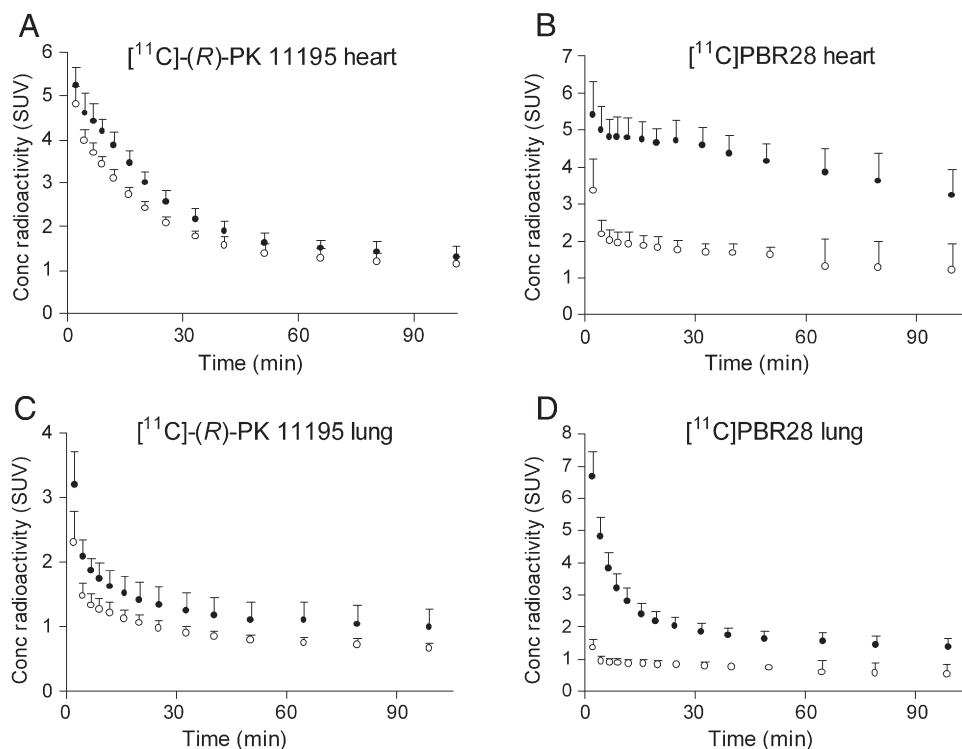 A
[¹¹C]-(R)-PK 11195 heart
Conc radioactivity (SUV)
6
5
4
3
2
1
0
0 30 60 90
Time (min)
B
[¹¹C]PBR28 heart
Conc radioactivity (SUV)
7
6
5
4
3
2
1
0
0 30 60 90
Time (min)
C
[¹¹C]-(R)-PK 11195 lung
Conc radioactivity (SUV)
4
3
2
1
0
0 30 60 90
Time (min)
D
[¹¹C]PBR28 lung
Conc radioactivity (SUV)
8
7
6
5
4
3
2
1
0
0 30 60 90
Time (min)